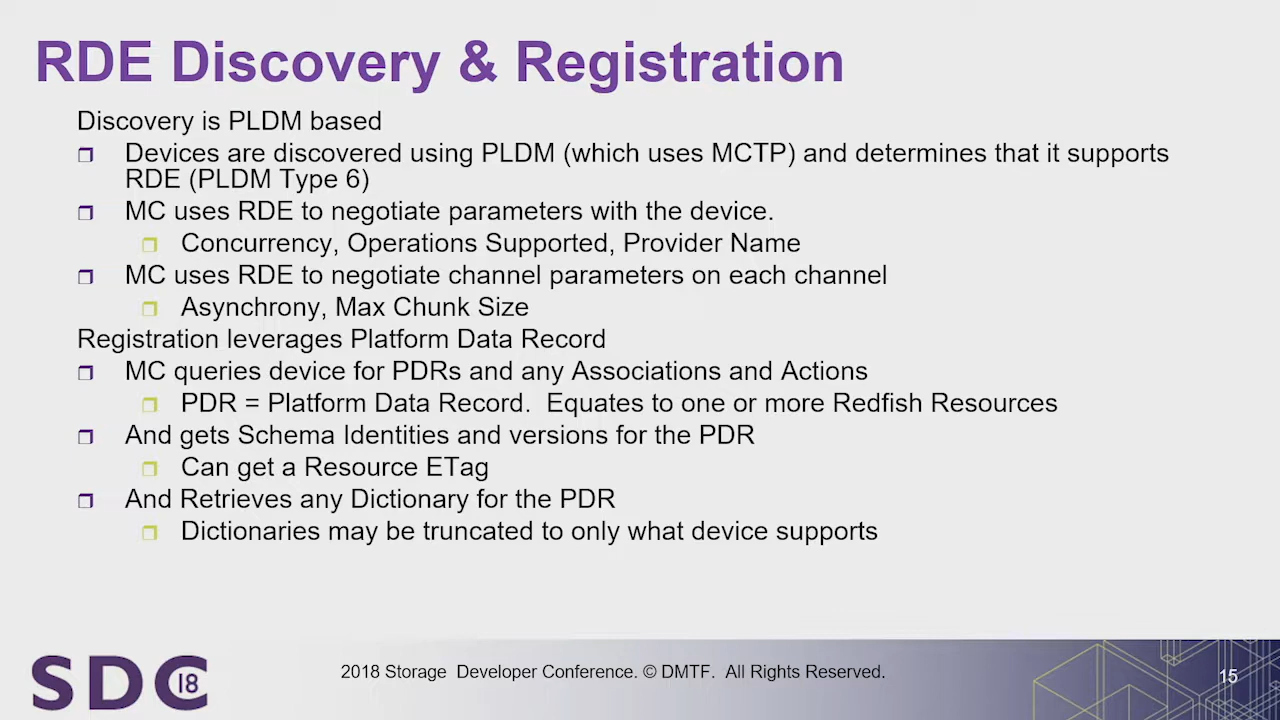 RDE Discovery & Registration
Discovery is PLDM based
Devices are discovered using PLDM (which uses MCTP) and determines that it supports
RDE (PLDM Type 6)
MC uses RDE to negotiate parameters with the device.
Concurrency, Operations Supported, Provider Name
MC uses RDE to negotiate channel parameters on each channel
Asynchrony, Max Chunk Size
Registration leverages Platform Data Record
MC queries device for PDRs and any Associations and Actions
PDR = Platform Data Record.  Equates to one or more Redfish Resources
And gets Schema Identities and versions for the PDR
Can get a Resource ETag
And Retrieves any Dictionary for the PDR
Dictionaries may be truncated to only what device supports
SDC 18
2018 Storage  Developer Conference. © DMTF.  All Rights Reserved.
15